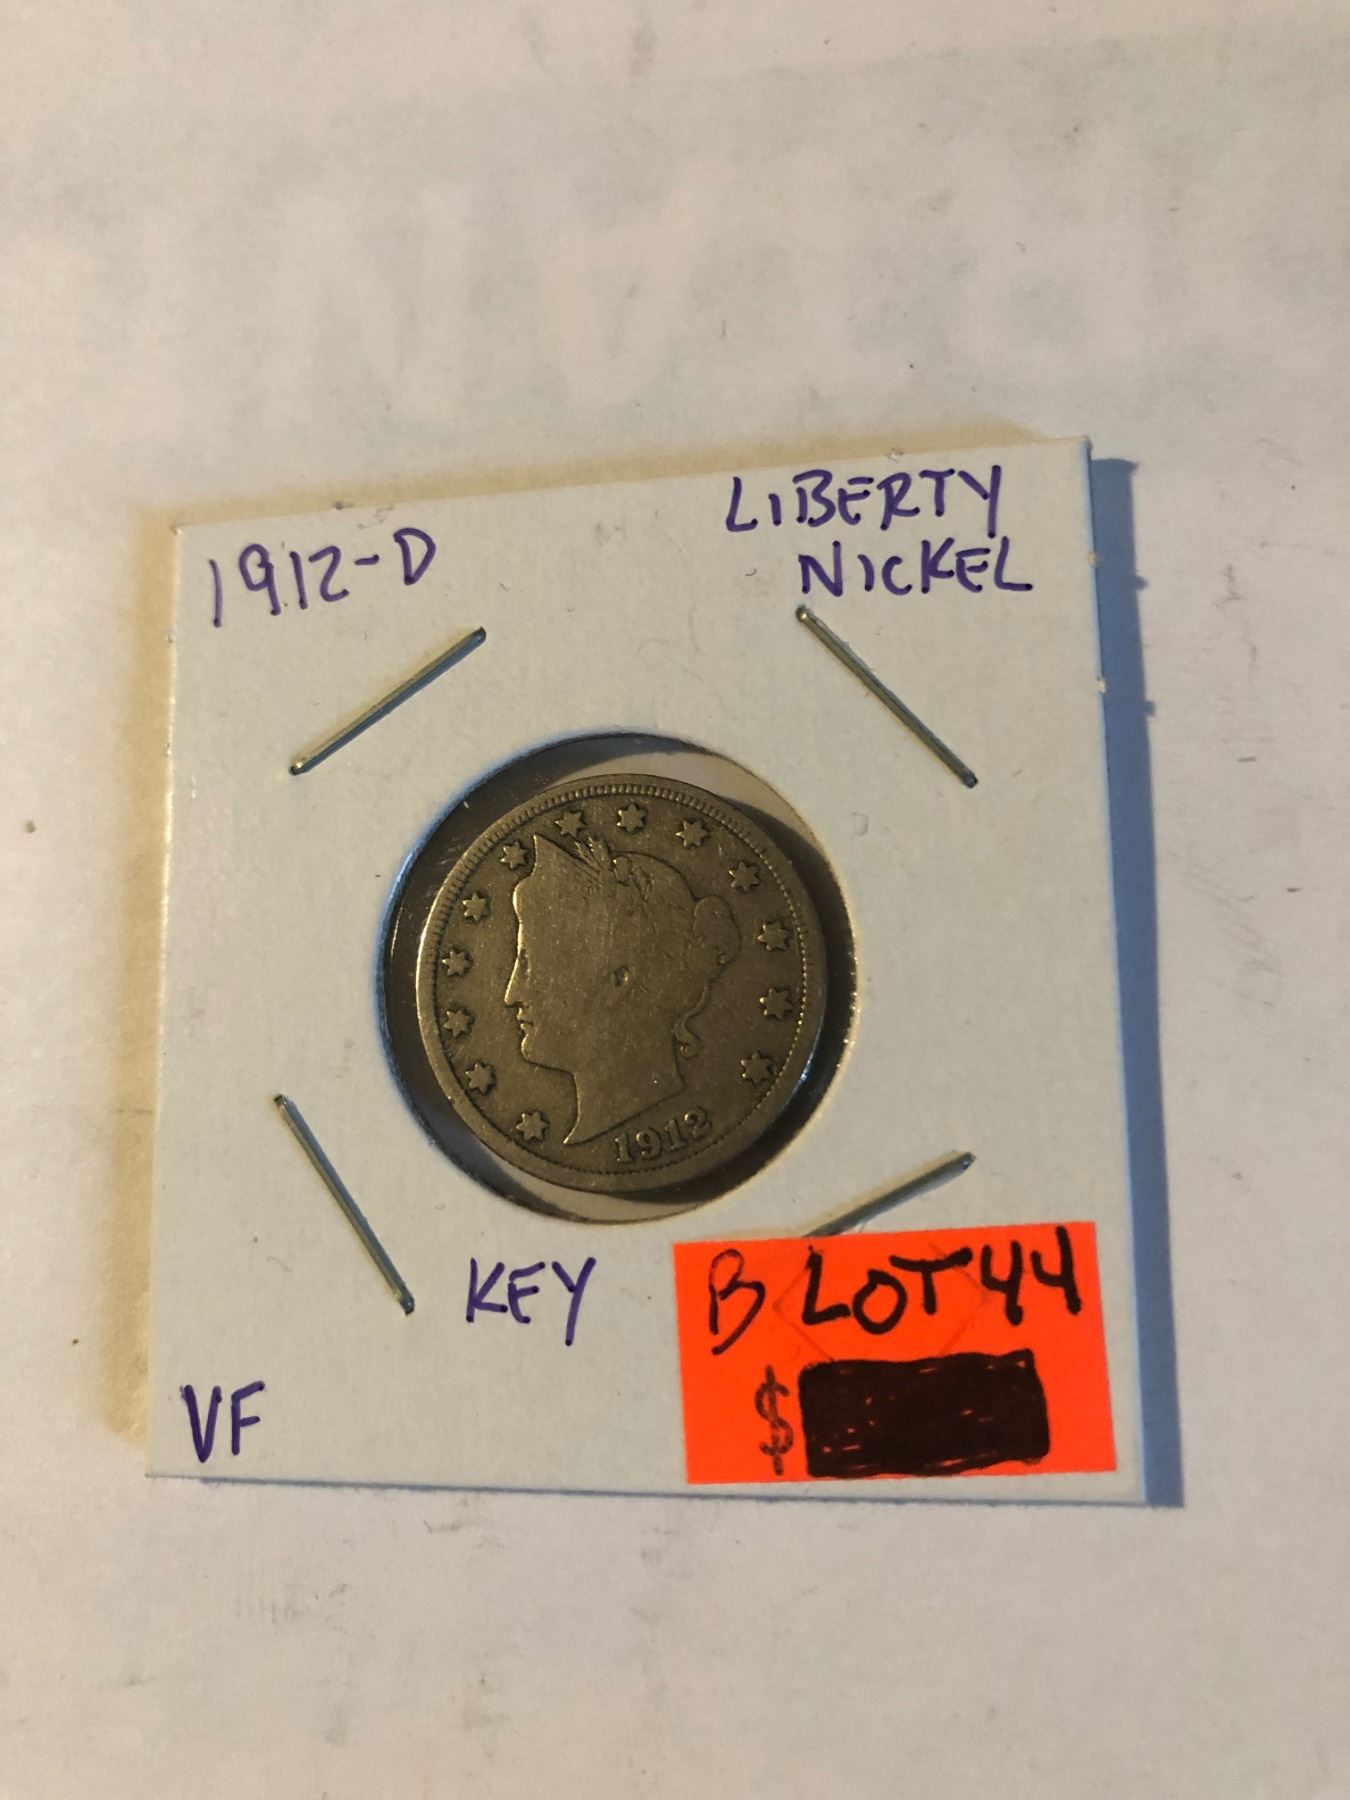 1912-D
LIBERTY
NICKEL
1912
KEY
VF
B LOT 44
$